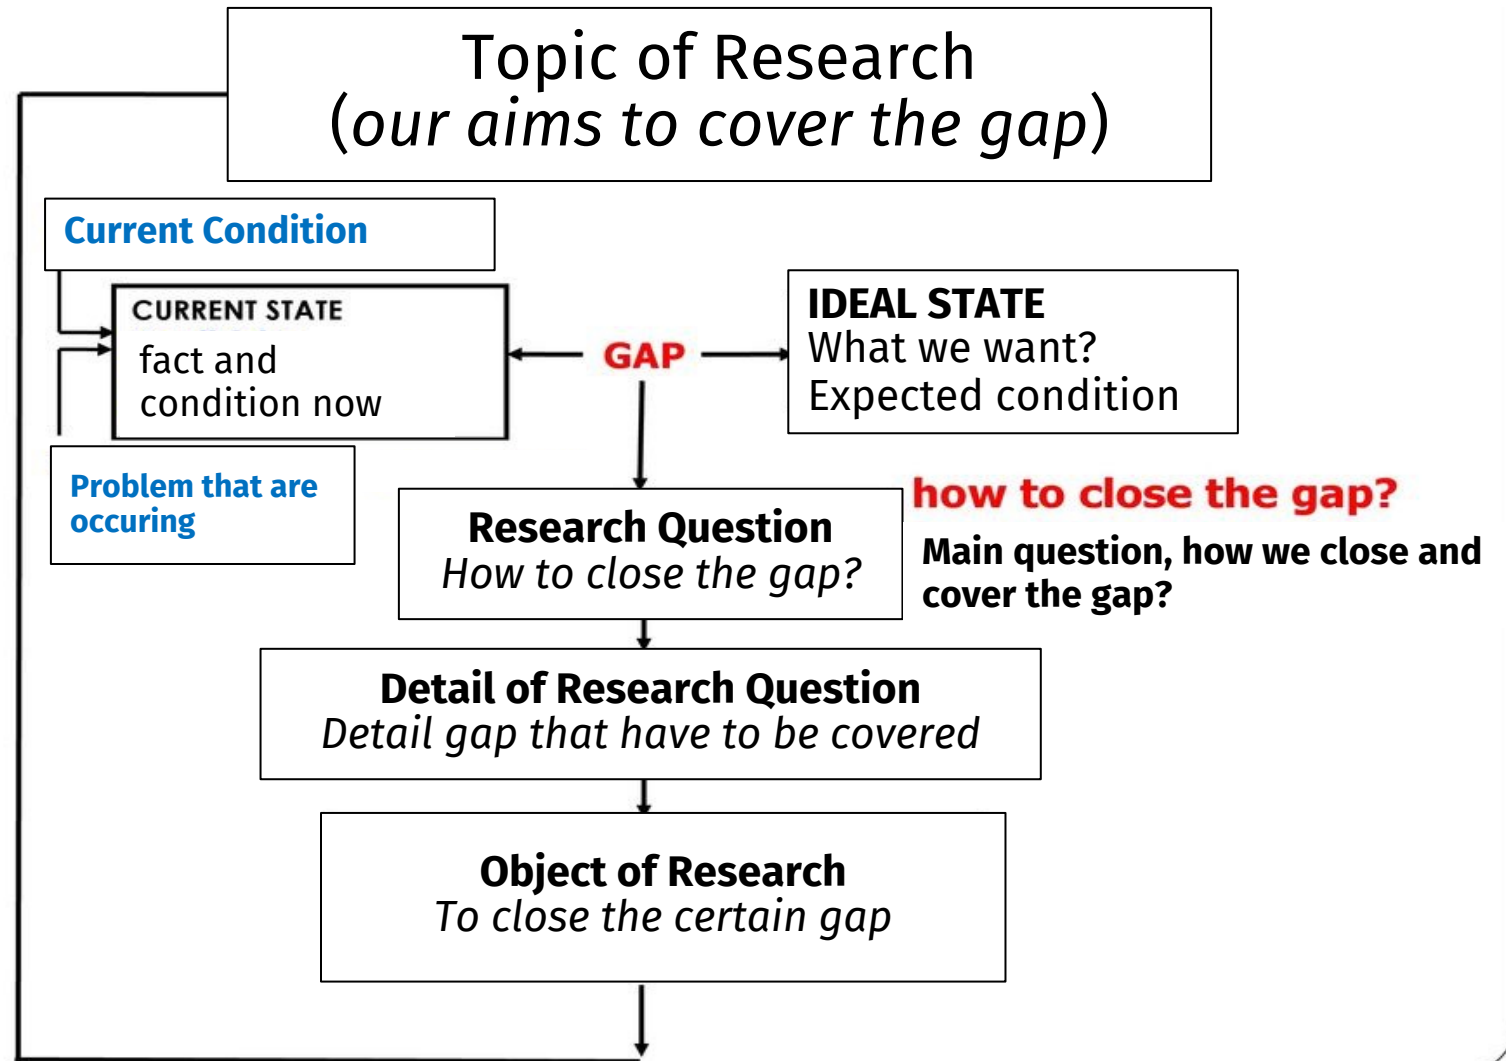 Topic of Research
(our aims to cover the gap)
Current Condition
CURRENT STATE
fact and
condition now
GAP
IDEAL STATE
What we want?
Expected condition
Problem that are
occuring
Research Question
How to close the gap?
how to close the gap?
Main question, how we close and
cover the gap?
Detail of Research Question
Detail gap that have to be covered
Object of Research
To close the certain gap